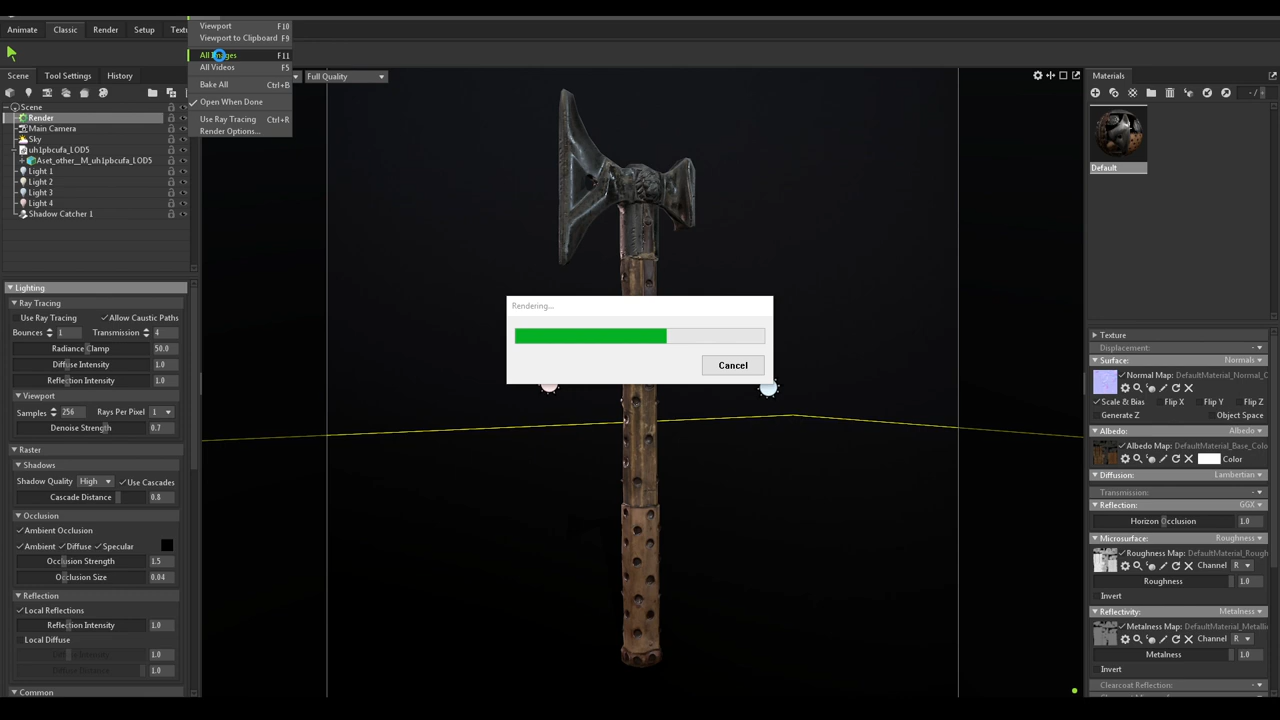 Animate Classic Render Setup
Viewport F10
Viewport to Clipboard F9
All Images F11
All Videos F5
Bake All Ctrl+B
Open When Done
Use Ray Tracing Ctrl+R
Render Options...
Full Quality
Scene Tool Settings History
Scene
Render
Main Camera
Sky
uh1pbcufa_LOD5
Aset_other__M_uh1pbcufa_LOD5
Light 1
Light 2
Light 3
Light 4
Shadow Catcher 1
Lighting
Ray Tracing
Use Ray Tracing Allow Caustic Paths
Bounces 1 Transmission 4
Radiance Clamp 50.0
Diffuse Intensity 1.0
Reflection Intensity 1.0
Viewport
Samples 256 Rays Per Pixel 1
Denoise Strength 0.7
Raster
Shadows
Shadow Quality High Use Cascades
Cascade Distance 0.8
Occlusion
Ambient Occlusion
Ambient Diffuse Specular
Occlusion Strength 1.5
Occlusion Size 0.04
Reflection
Local Reflections
Reflection Intensity 1.0
Local Diffuse
1.0
1.0
Common
Rendering...
Cancel
Materials
- /
Default
Texture
Displacement: -
Surface: Normals
Normal Map: DefaultMaterial_Normal_C
Scale & Bias Flip X Flip Y Flip Z
Generate Z Object Space
Albedo: Albedo
Albedo Map: DefaultMaterial_Base_Colo
Color
Diffusion: Lambertian
Transmission: -
Reflection: GGX
Horizon Occlusion 1.0
Microsurface: Roughness
Roughness Map: DefaultMaterial_Rough
Channel R
Roughness 1.0
Invert
Reflectivity: Metalness
Metalness Map: DefaultMaterial_Metallic
Channel R
Metalness 1.0
Invert
Clearcoat Reflection: -